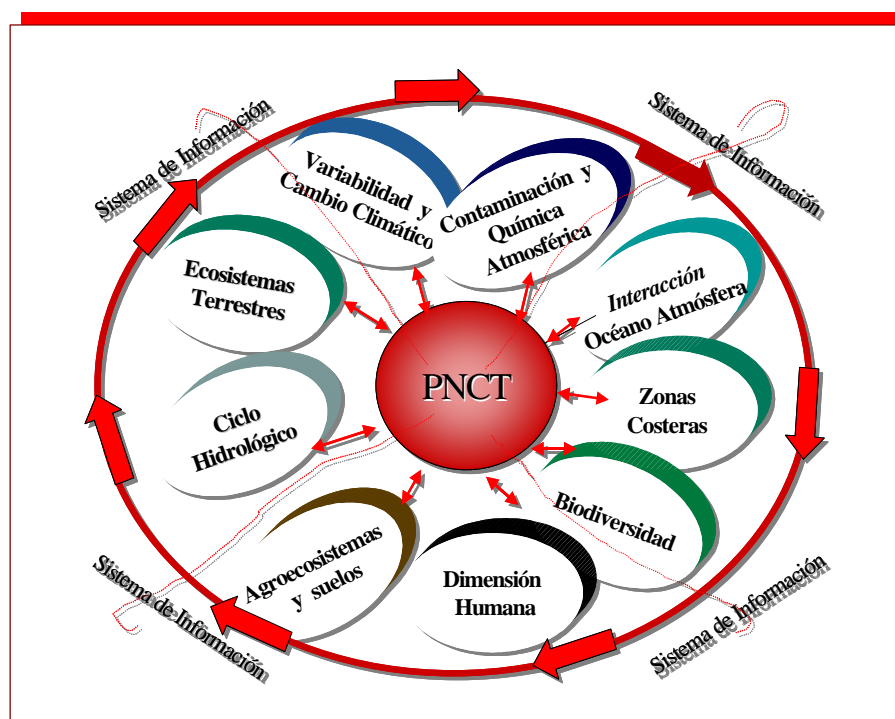 Sistema de Información
Sistema de Información
Variabilidad y
Cambio Climático
Contaminación y
Química
Atmosférica
Ecosistemas
Terrestres
Interacción
Océano Atmósfera
PNCT
Zonas
Costeras
Ciclo
Hidrológico
Biodiversidad
Agroecosistemas
y suelos
Dimensión
Humana
Sistema de Información
Sistema de Información